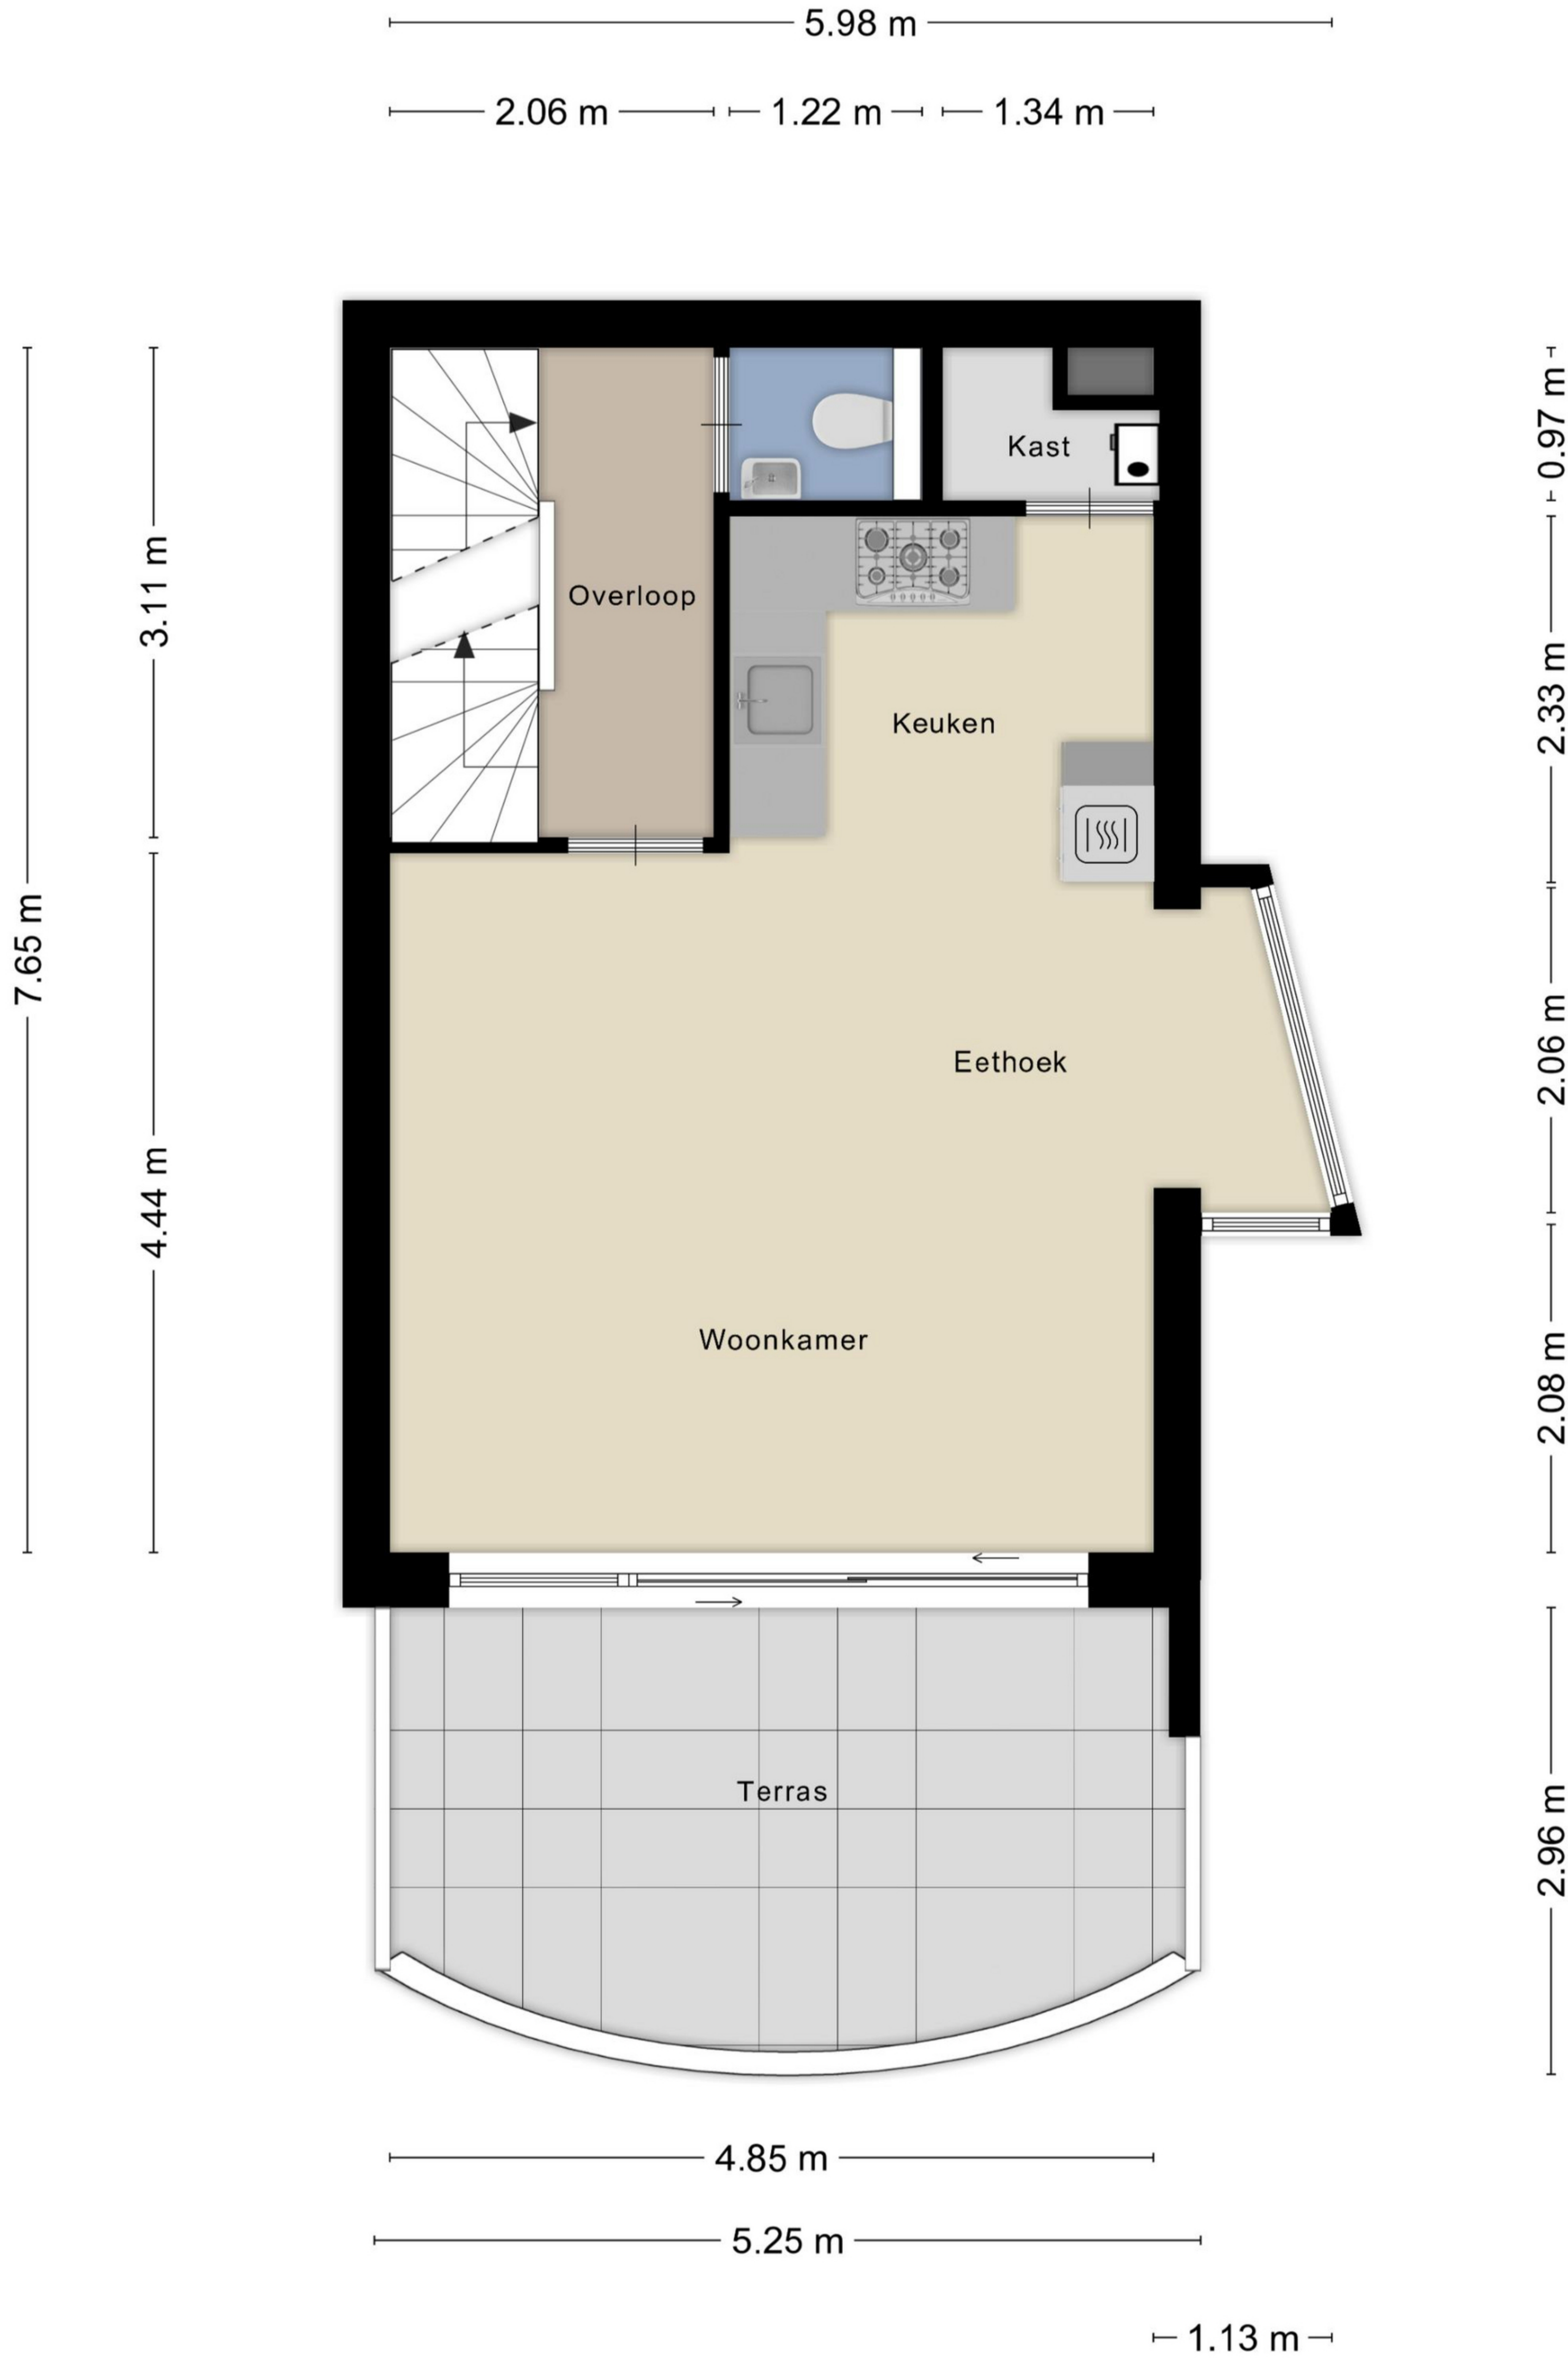 5.98 m
2.06 m
1.22 m
1.34 m
0.97 m
Kast
3.11 m
Overloop
2.33 m
Keuken
7.65 m
2.06 m
Eethoek
4.44 m
Woonkamer
2.08 m
Terras
2.96 m
4.85 m
5.25 m
1.13 m